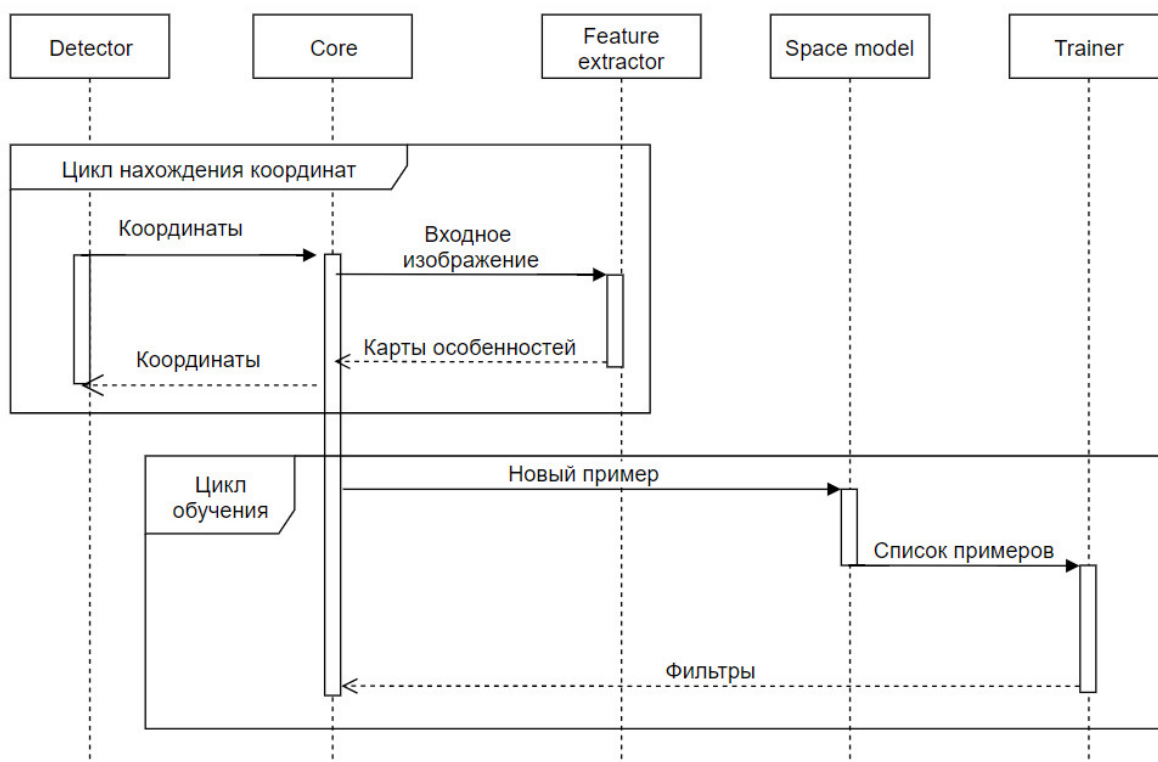 Detector
Core
Feature
extractor
Space model
Trainer
Цикл нахождения координат
Координаты
Входное
изображение
Карты особенностей
Координаты
Цикл
обучения
Новый пример
Список примеров
Фильтры